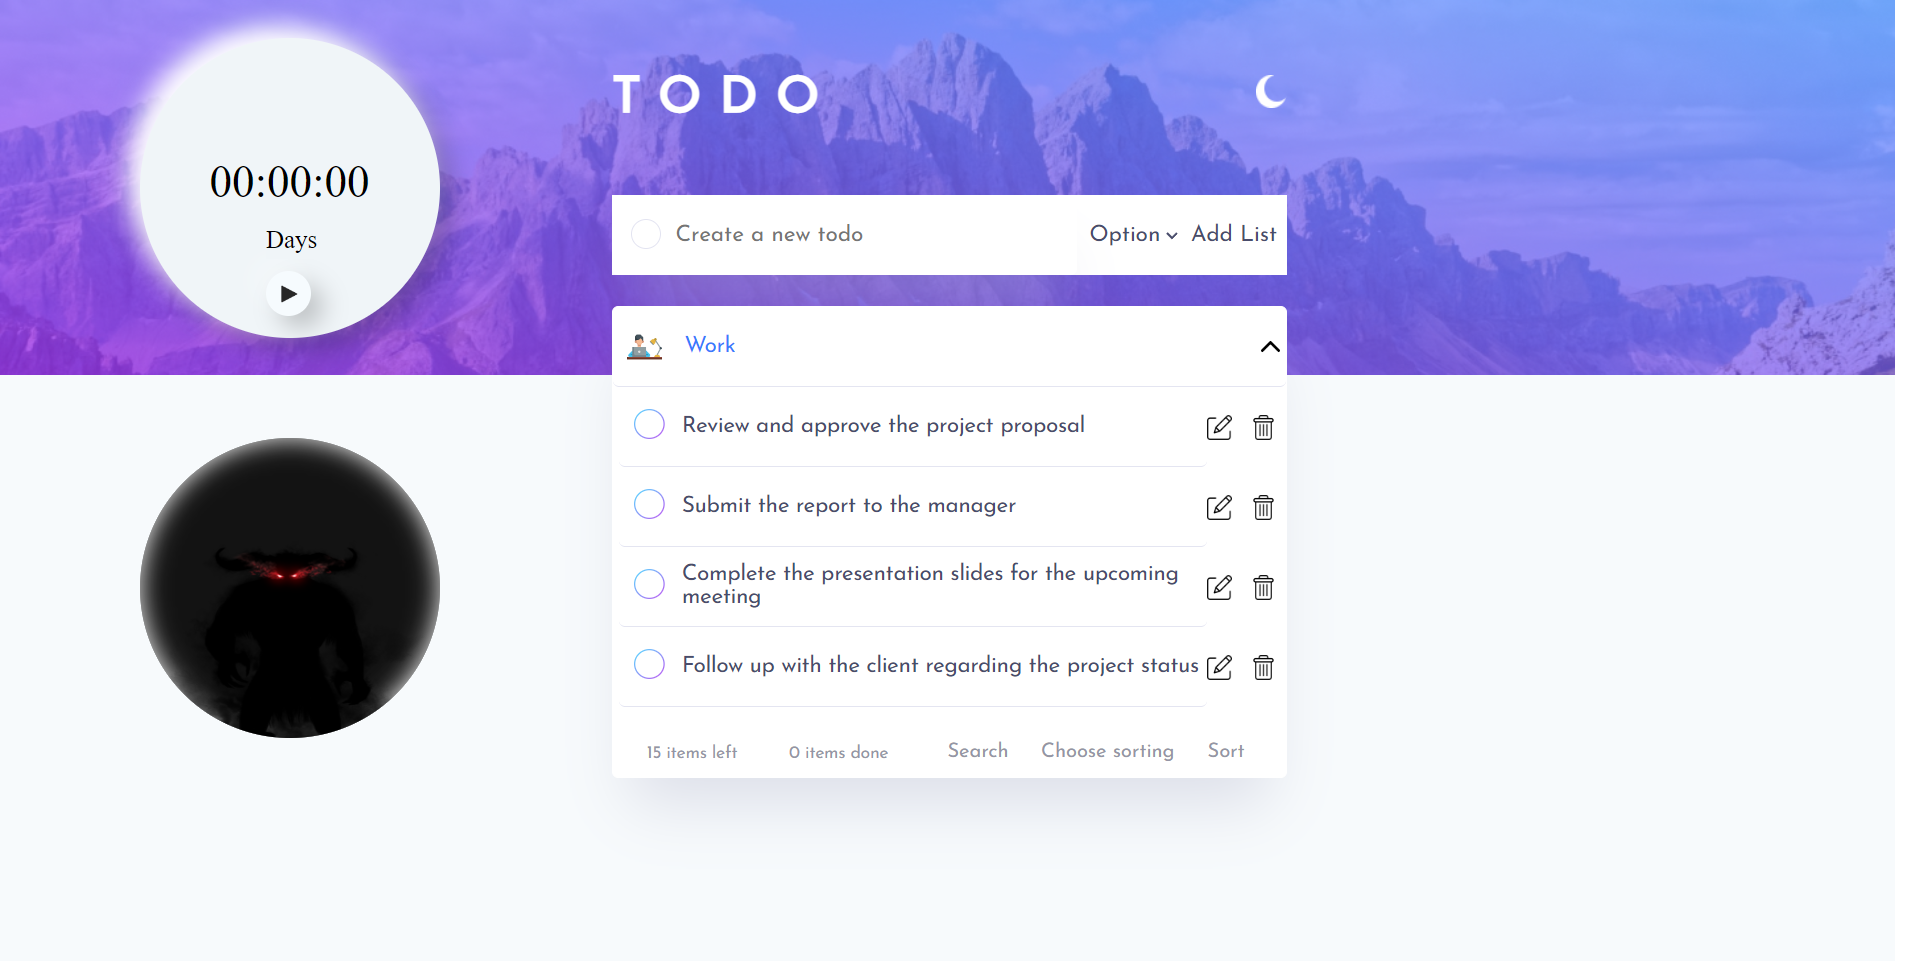 TODO
00:00:00
Days
Create a new todo
Option Add List
Work
Review and approve the project proposal
Submit the report to the manager
Complete the presentation slides for the upcoming
meeting
Follow up with the client regarding the project status
15 items left 0 items done Search Choose sorting Sort